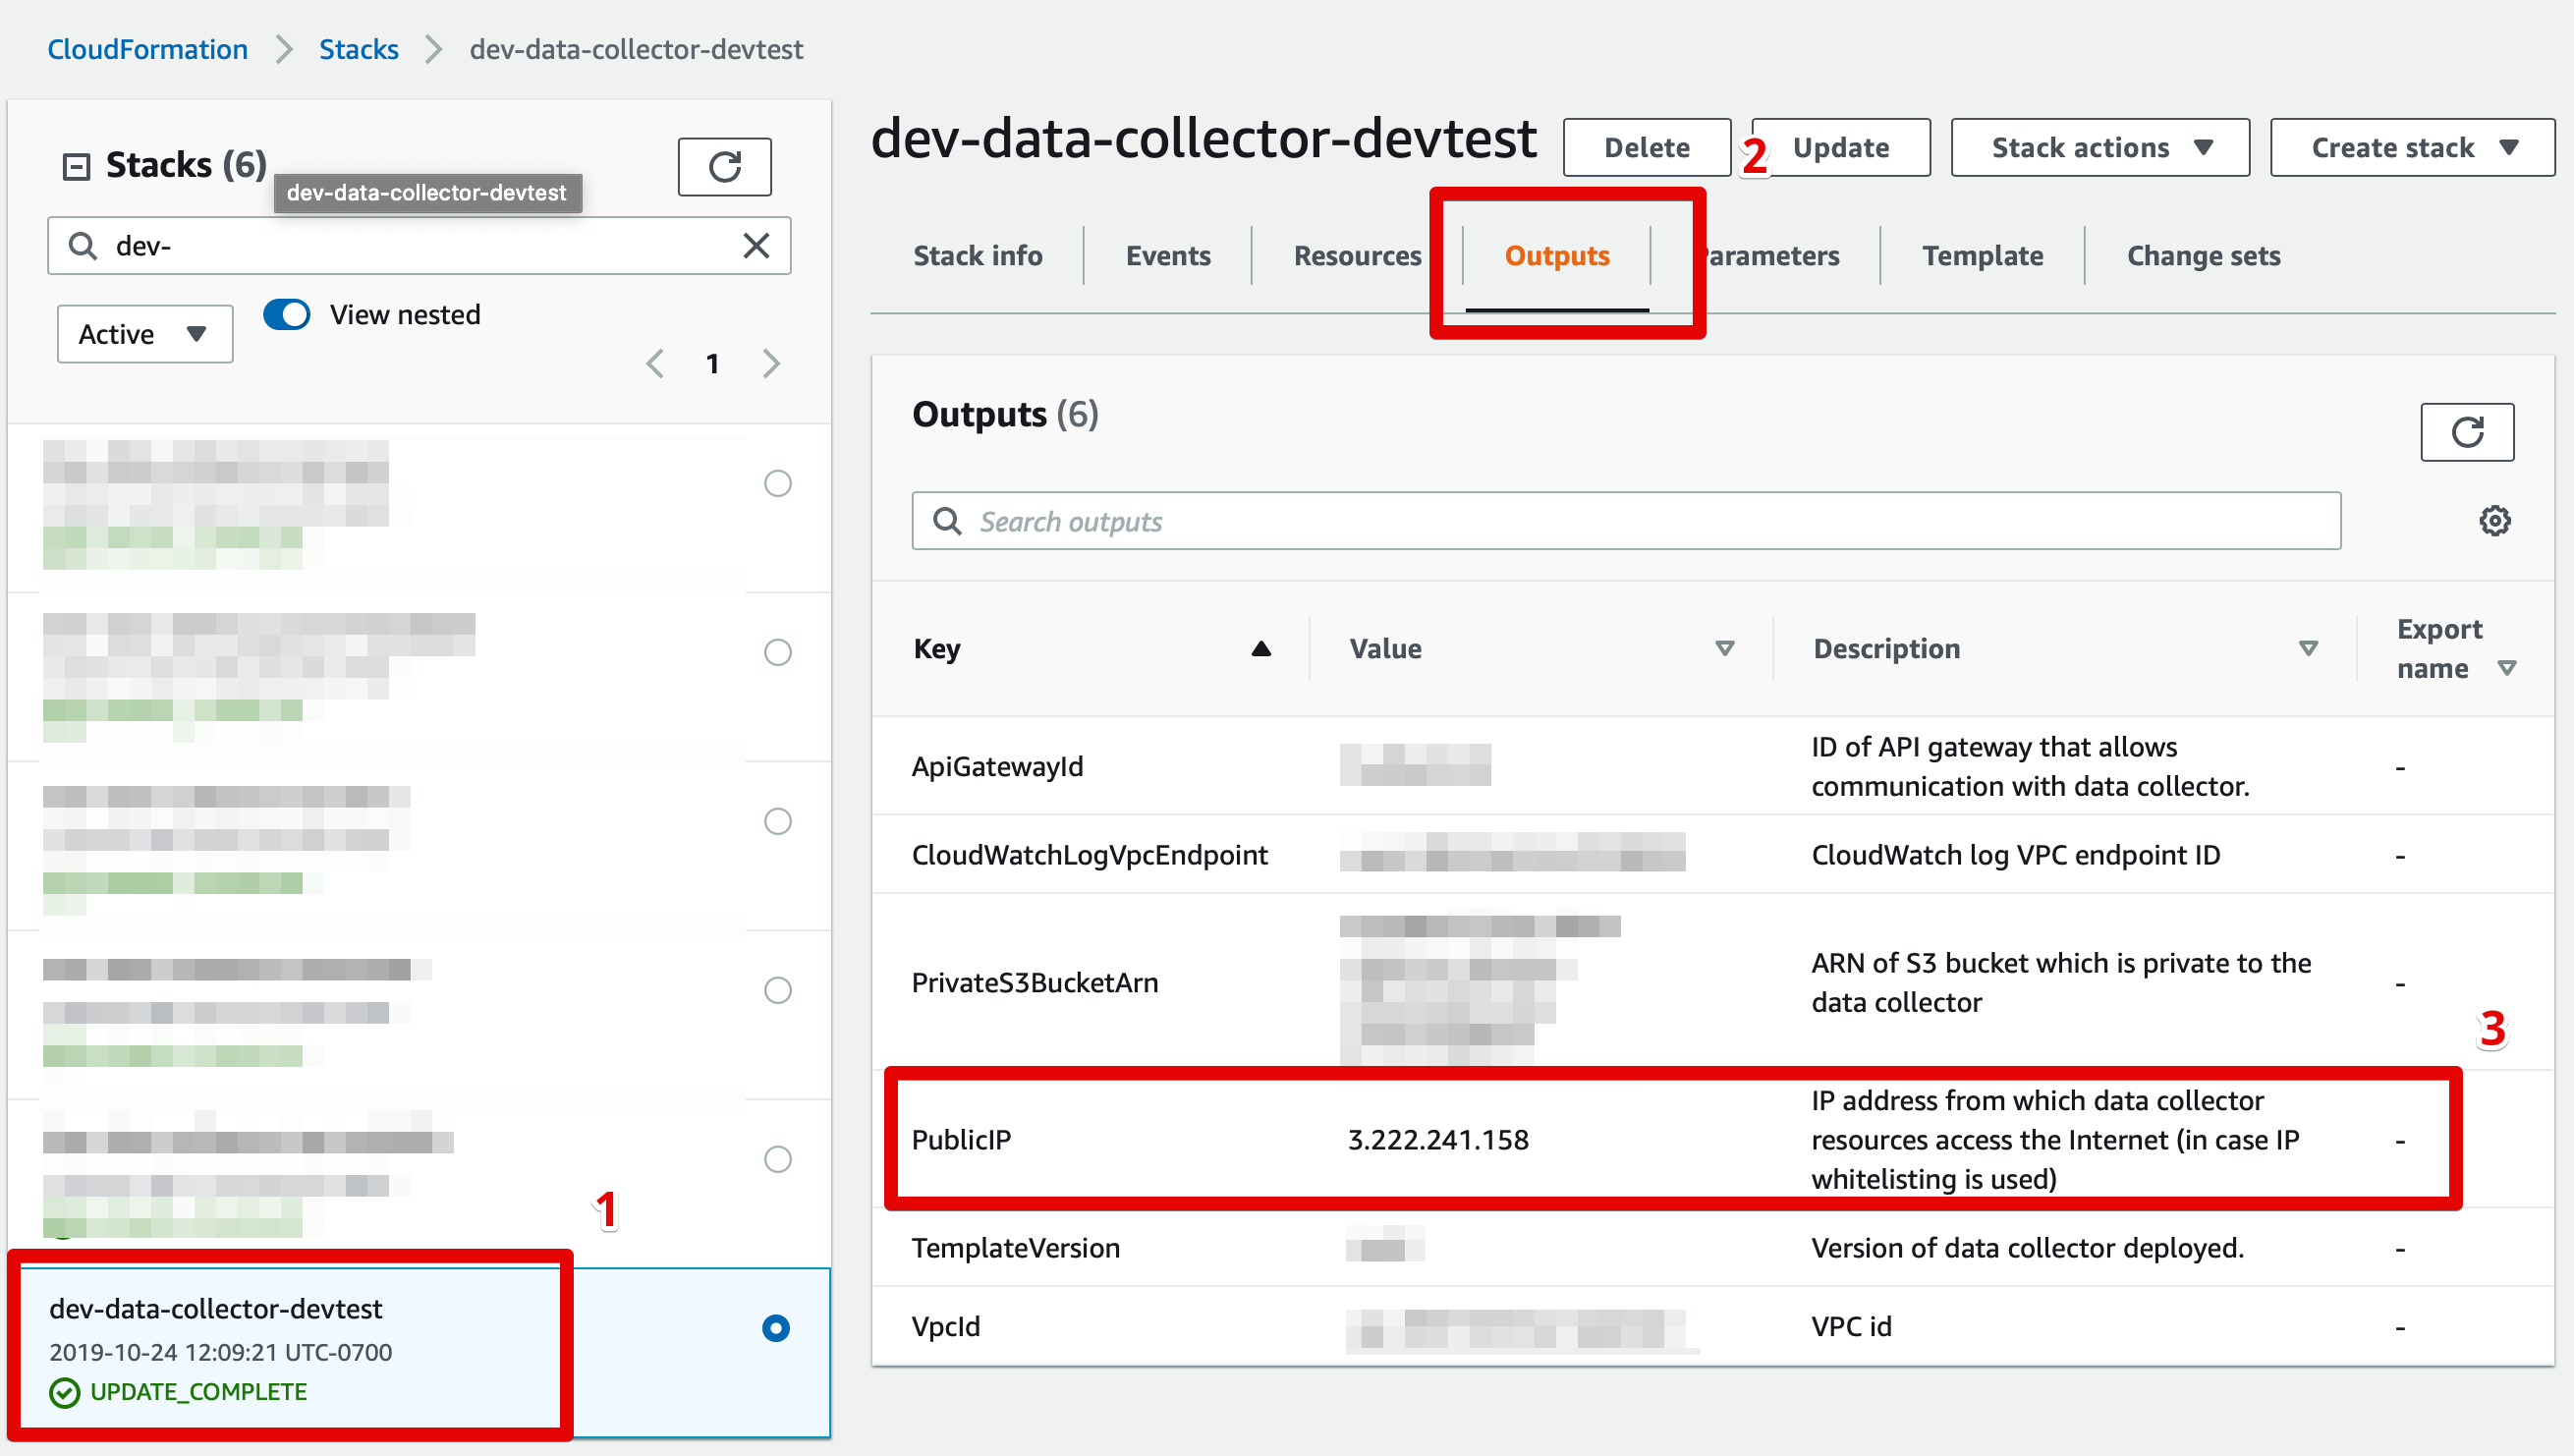 CloudFormation > Stacks > dev-data-collector-devtest
Stacks (6)
dev-data-collector-devtest
dev-
Active
View nested
1
1
dev-data-collector-devtest
2019-10-24 12:09:21 UTC-0700
UPDATE_COMPLETE
dev-data-collector-devtest
Delete
2
Update
Stack actions
Create stack
Stack info
Events
Resources
Outputs
Parameters
Template
Change sets
Outputs (6)
Search outputs
Key
Value
Description
Export
name
ApiGatewayId
ID of API gateway that allows
communication with data collector.
-
CloudWatchLogVpcEndpoint
CloudWatch log VPC endpoint ID
-
PrivateS3BucketArn
ARN of S3 bucket which is private to the
data collector
-
3
PublicIP
3.222.241.158
IP address from which data collector
resources access the Internet (in case IP
whitelisting is used)
-
TemplateVersion
Version of data collector deployed.
-
VpcId
VPC id
-